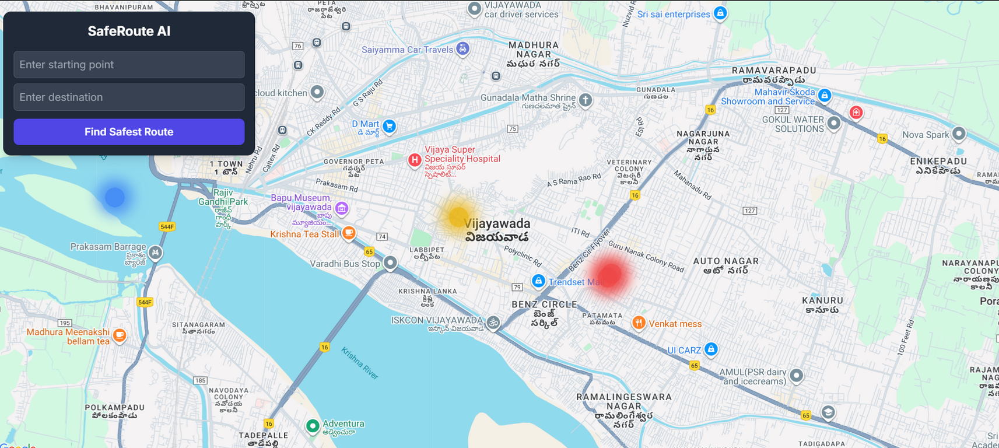 SafeRoute AI
Enter starting point
Enter destination
Find Safest Route
BHAVANIPURAM
PETA
రాజరాజేశ్వరి
పేట
VIJAYAWADA
car driver services
Sri sai enterprises
Nuzvid R
76
Saiyamma Car Travels
MADHURA
NAGAR
మధుర నగర్
RAMAVARAPADU
రామవరప్పాడు
cloud kitchen
G S Raju Rd
Gunadala Matha Shrine
గుణదలమాత ష్రైన్
GUNADALA
గుణదల
Mahavir Škoda
Showroom and Service
16
127
GOKUL WATER
SOLUTIONS
CK Reddy Rd
D Mart
డి మార్ట్
75
ESI Rd
NAGARJUNA
NAGAR
నాగార్జున
నగర్
16
Nova Spark
Nehru Rd
Caltex Rd
1 TOWN
1 టౌన్
GOVERNOR PETA
గవర్నర్
పేట
H
Vijaya Super
Speciality Hospital
విజయ సూపర్
స్పెషాలిటీ...
VETERINARY
COLONY
వెటర్నరీ
కాలనీ
ENIKEPADU
ఎనికేపాడు
Prakasam Rd
A S Rama Rao Rd
Mahanadu Rd
RAMA
Rajiv
Gandhi Park
రాజీవ్
గాంధీ
పార్క్
Bapu Museum,
vijayawada
బాపు
మ్యూజియం...
16
127
544F
Krishna Tea Stall
74
Vijayawada
విజయవాడ
ITI Rd
Benz Cir Flyover
Guru Nanak Colony Road
Prakasam Barrage
ప్రకాశం
బ్యారేజ్
65
LABBIPET
లబ్బీపేట
Polyclinic Rd
AUTO NAGAR
ఆటో నగర్
NARAYANAPU
COLONY
నారాయణపు
కాలనీ
Varadhi Bus Stop
Trendset Ma
79
KRISHNA LANKA
క్రిష్ణ
లంక
BENZ CIRCLE
బెంజ్
సర్కిల్
KANURU
కానూరు
Pora
544F
195
SITANAGARAM
సీతానగరం
ISKCON VIJAYAWADA
ఇస్కాన్ విజయవాడ
PATAMATA
పటమట
Venkat mess
Madhura Meenakshi
bellam tea
16
Krishna River
UI CARZ
65
100 Feet Rd
185
AMUL(PSR dairy
and icecreams)
RAJAM
NAG
NAVODAYA
COLONY
నవోదయ
కాలనీ
POLKAMPADU
పోలకంపాడు
RAMALINGESWARA
NAGAR
రామలింగేశ్వర
నగర్
16
Adventura
అడ్వెంచురా
65
TADEPALLE
తాడేపల్లి
TADIGADAPA
Sri
Acade
Google